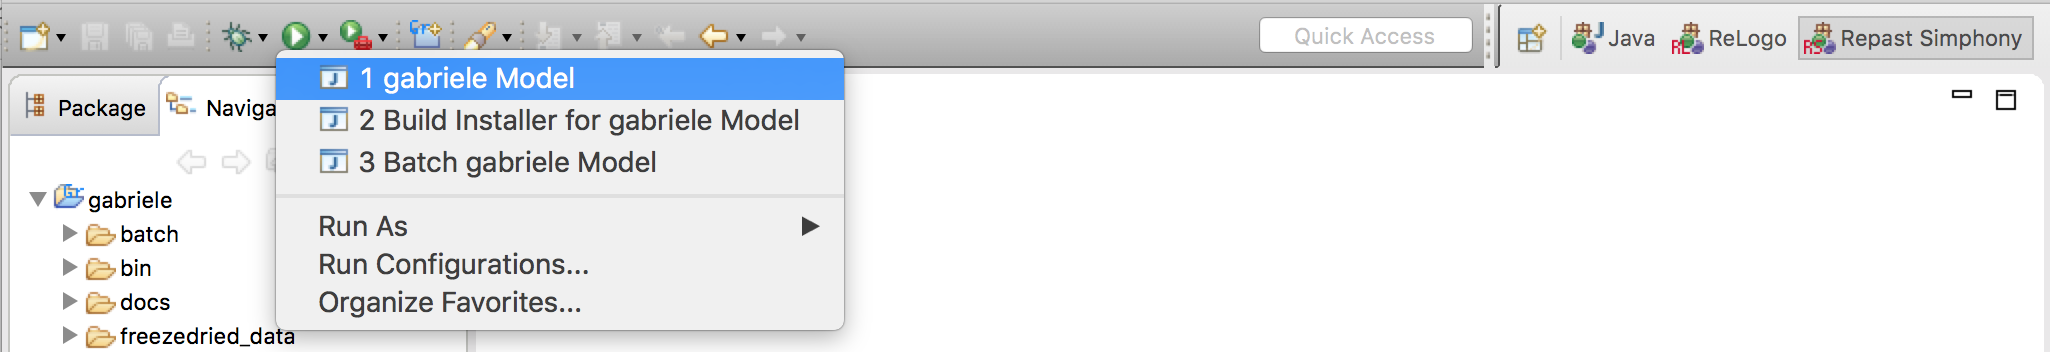 Quick Access
Java
ReLogo
Repast Simphony
Package
Naviga
1 gabriele Model
2 Build Installer for gabriele Model
3 Batch gabriele Model
Run As
Run Configurations...
Organize Favorites...
gabriele
batch
bin
docs
freezedried_data